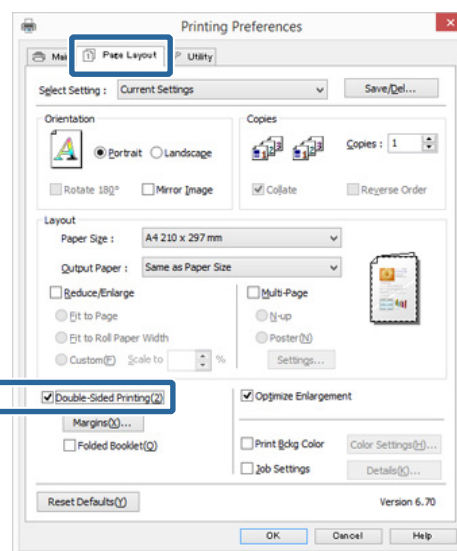 Printing Preferences
Page Layout
Utility
Select Setting : Current Settings Save/Del...
Orientation
Portrait Landscape
Rotate 180° Mirror Image
Copies
Copies : 1
Collate Reverse Order
Layout
Paper Size : A4 210 x 297 mm
Output Paper : Same as Paper Size
Reduce/Enlarge
Fit to Page
Fit to Roll Paper Width
Custom(F) Scale to %
Multi-Page
N-up
Poster(N)
Settings...
Double-Sided Printing(2)
Margins(X)...
Folded Booklet(Q)
Optimize Enlargement
Print Bckg Color Color Settings(H)...
Job Settings Details(K)...
Reset Defaults(Y) Version 6.70
OK Cancel Help